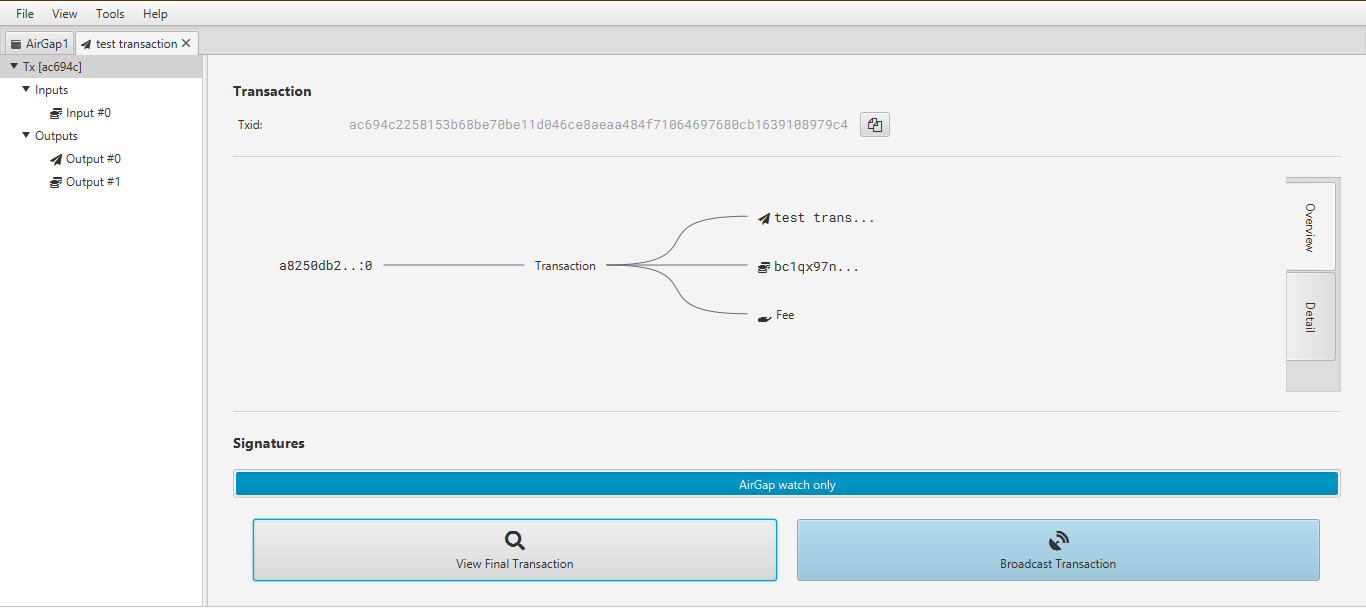 File View Tools Help
AirGap1
test transaction
Tx [ac694c]
Inputs
Input #0
Outputs
Output #0
Output #1
Transaction
Txid: ac694c2258153b68be70be11d046ce8aeaa484f71064697680cb1639108979c4
a8250db2..:0
Transaction
test trans...
bc1qx97n...
Fee
Overview
Detail
Signatures
AirGap watch only
View Final Transaction
Broadcast Transaction